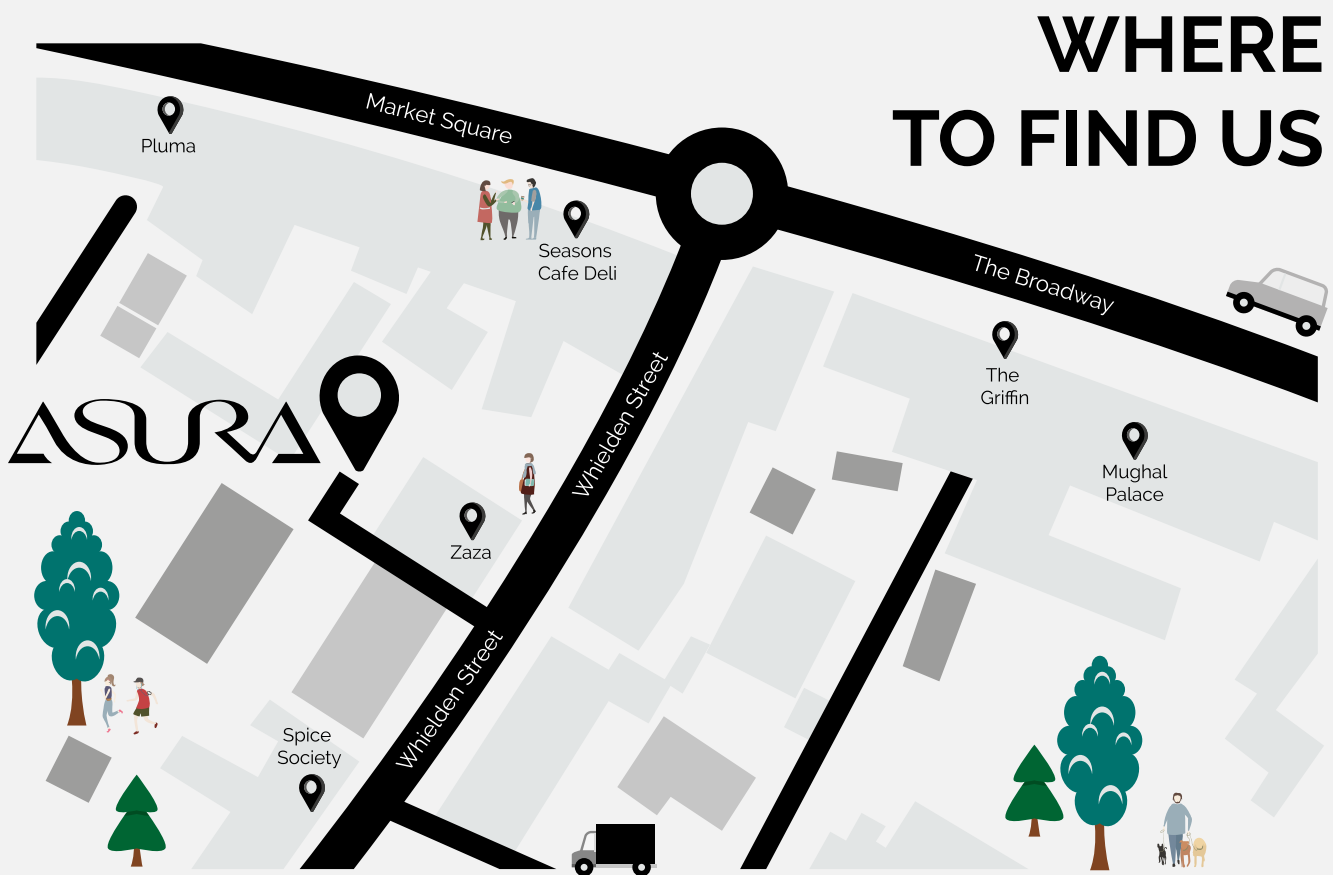 WHERE
TO FIND US
Market Square
Pluma
Seasons
Cafe Deli
The Broadway
The
Griffin
Whielden Street
ASURA
Mughal
Palace
Zaza
Whielden Street
Spice
Society